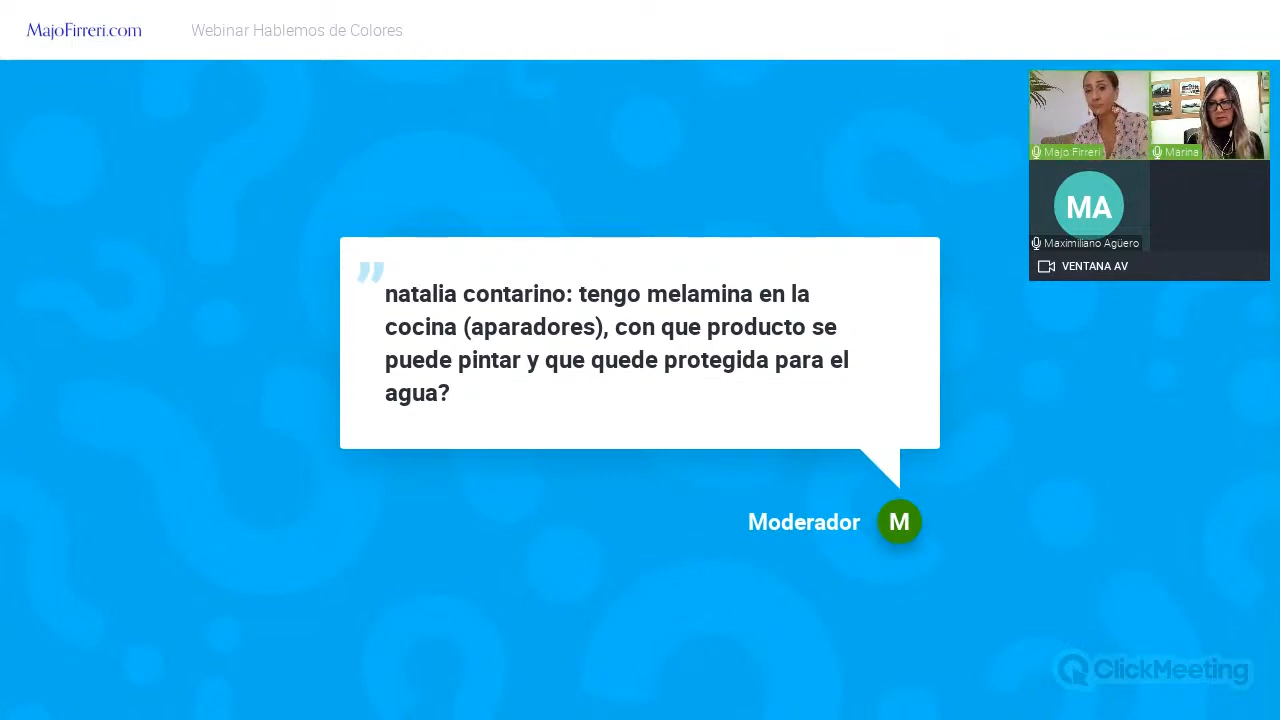 MajoFirreri.com
Webinar Hablemos de Colores
Majo Firreri
Marina
MA
Maximiliano Agüero
VENTANA AV
natalia contarino: tengo melamina en la
cocina (aparadores), con que producto se
puede pintar y que quede protegida para el
agua?
Moderador
M
ClickMeeting